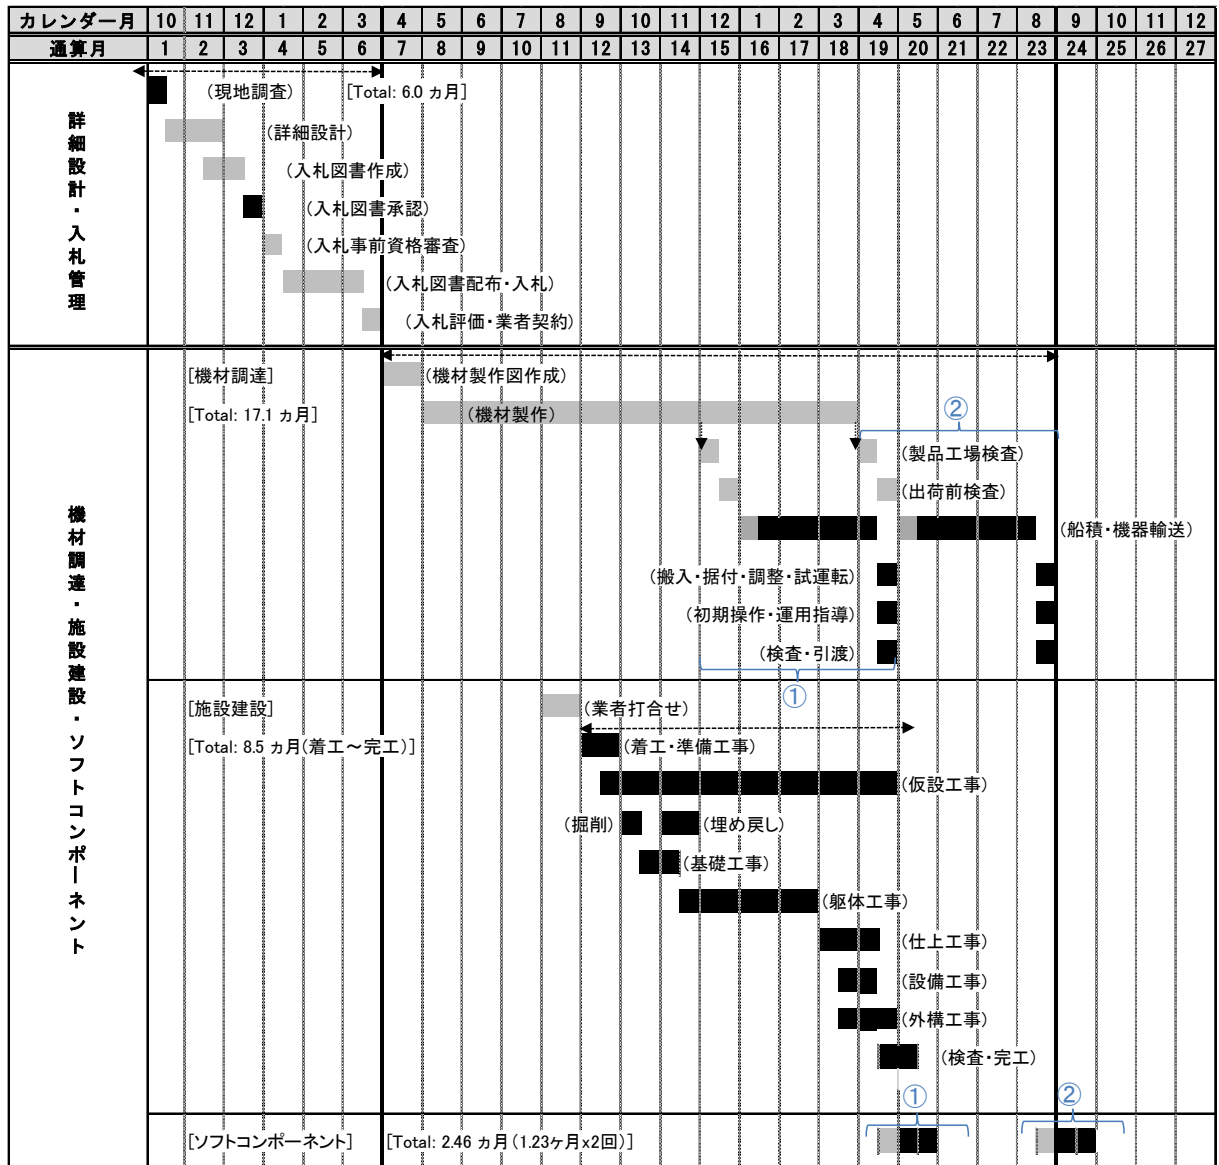 カレンダー月 10 11 12 1 2 3 4 5 6 7 8 9 10 11 12 1 2 3 4 5 6 7 8 9 10 11 12
通算月 1 2 3 4 5 6 7 8 9 10 11 12 13 14 15 16 17 18 19 20 21 22 23 24 25 26 27
詳細設計・入札管理
(現地調査) [Total: 6.0 ヵ月]
(詳細設計)
(入札図書作成)
(入札図書承認)
(入札事前資格審査)
(入札図書配布・入札)
(入札評価・業者契約)
機材調達・施設建設・ソフトコンポーネント
[機材調達] (機材製作図作成)
[Total: 17.1 ヵ月] (機材製作) ②
(製品工場検査)
(出荷前検査)
(船積・機器輸送)
(搬入・据付・調整・試運転)
(初期操作・運用指導)
(検査・引渡)
①
[施設建設] (業者打合せ)
[Total: 8.5 ヵ月(着工~完工)] (着工・準備工事)
(仮設工事)
(掘削) (埋め戻し)
(基礎工事)
(躯体工事)
(仕上工事)
(設備工事)
(外構工事)
(検査・完工)
① ②
[ソフトコンポーネント] [Total: 2.46 ヵ月(1.23ヶ月x2回)]